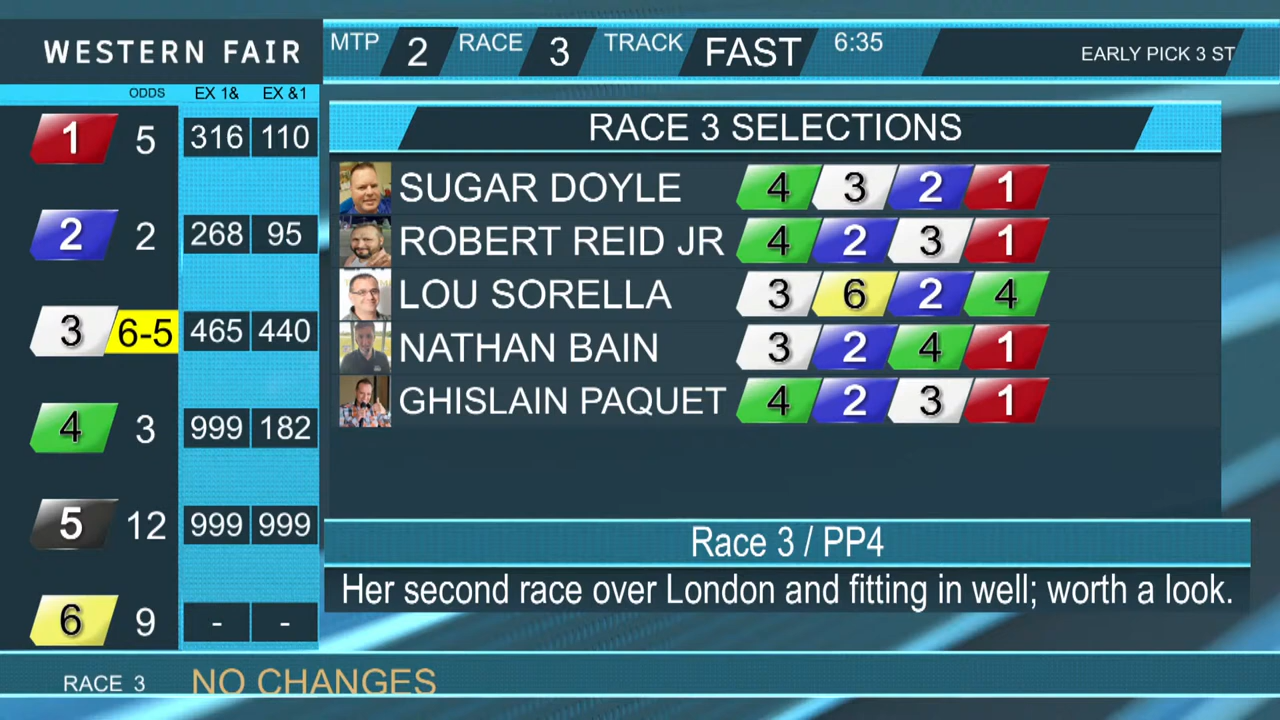 WESTERN FAIR
MTP 2 RACE 3 TRACK FAST 6:35
EARLY PICK 3 ST
ODDS EX 1& EX &1
1 5 316 110
2 2 268 95
3 6-5 465 440
4 3 999 182
5 12 999 999
6 9 - -
RACE 3 SELECTIONS
SUGAR DOYLE 4 3 2 1
ROBERT REID JR 4 2 3 1
LOU SORELLA 3 6 2 4
NATHAN BAIN 3 2 4 1
GHISLAIN PAQUET 4 2 3 1
Race 3 / PP4
Her second race over London and fitting in well; worth a look.
RACE 3 NO CHANGES